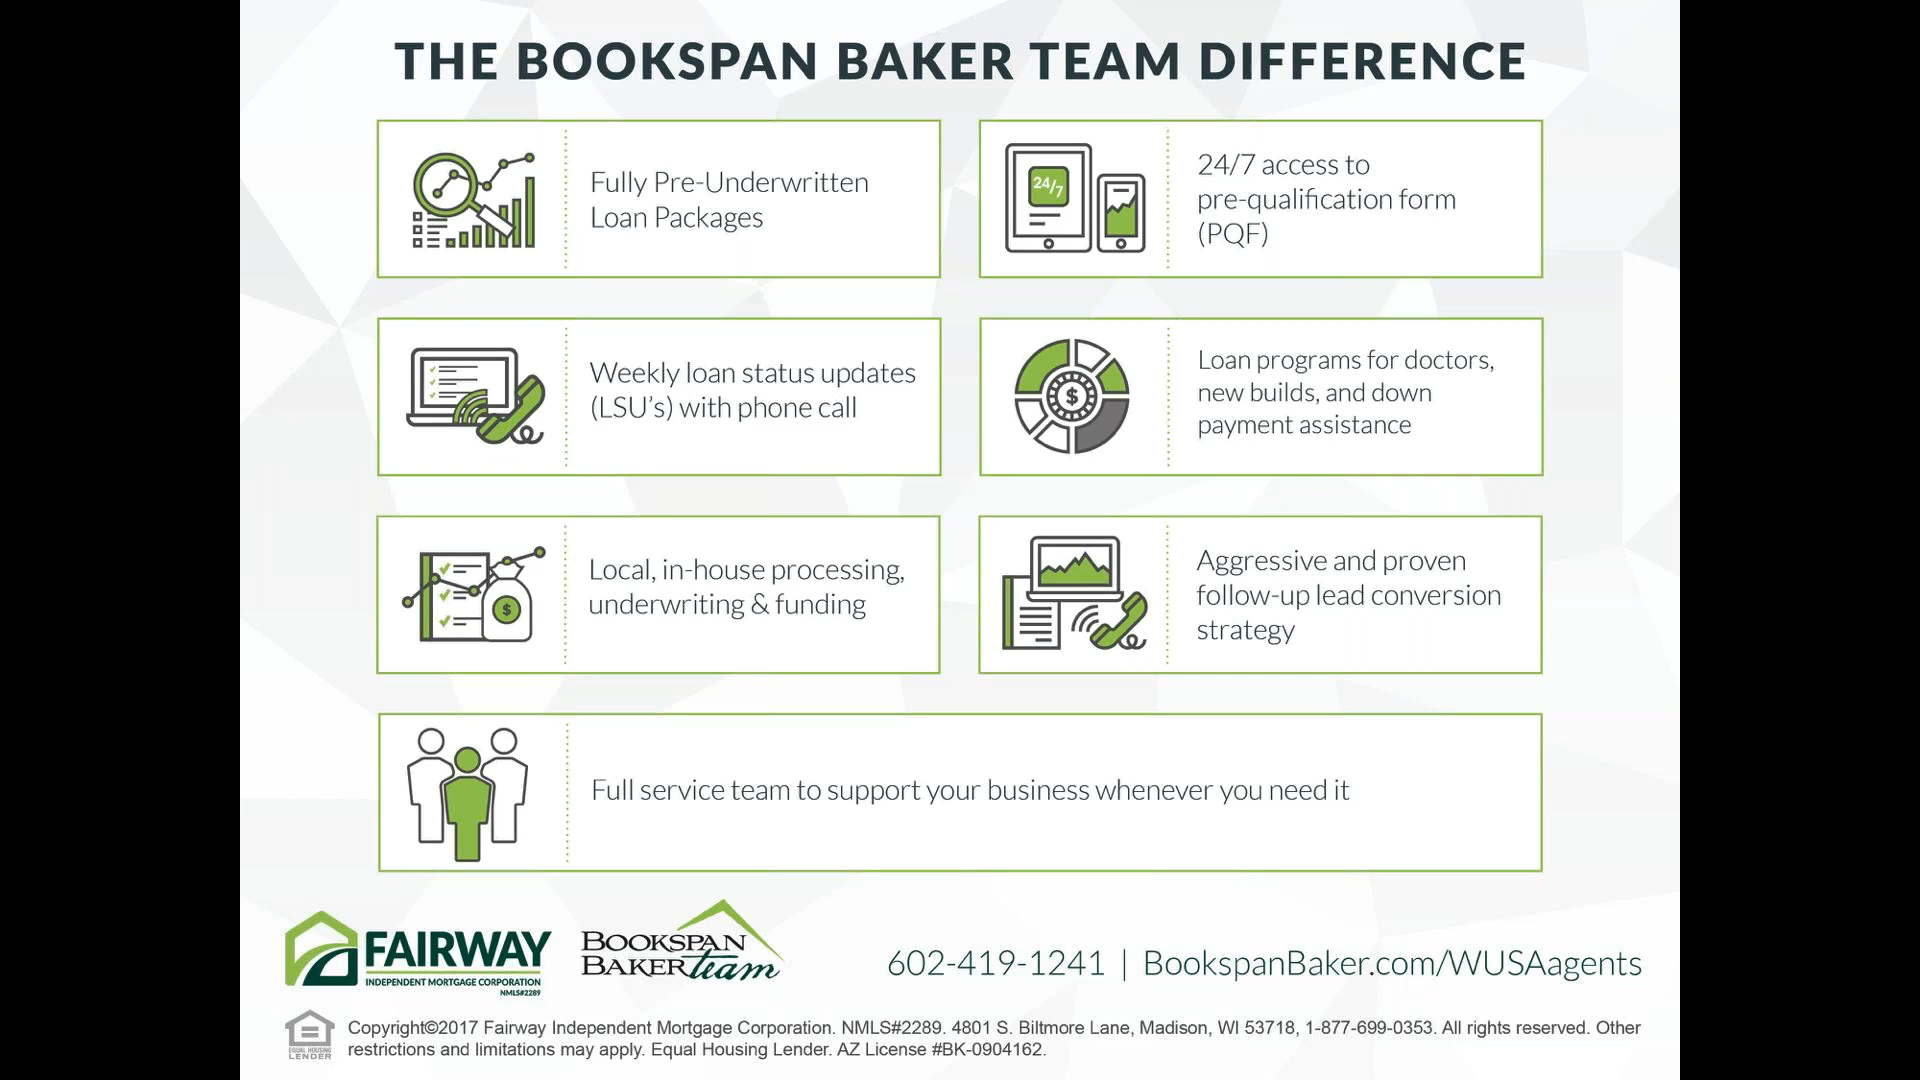 THE BOOKSPAN BAKER TEAM DIFFERENCE
Fully Pre-Underwritten
Loan Packages
24/7
24/7 access to
pre-qualification form
(PQF)
Weekly loan status updates
(LSU's) with phone call
$
Loan programs for doctors,
new builds, and down
payment assistance
$
Local, in-house processing,
underwriting & funding
Aggressive and proven
follow-up lead conversion
strategy
Full service team to support your business whenever you need it
FAIRWAY
INDEPENDENT MORTGAGE CORPORATION
NMLS#2289
BOOKSPAN
BAKER team
602-419-1241 | BookspanBaker.com/WUSAagents
EQUAL HOUSING
LENDER
Copyright©2017 Fairway Independent Mortgage Corporation. NMLS#2289. 4801 S. Biltmore Lane, Madison, WI 53718, 1-877-699-0353. All rights reserved. Other
restrictions and limitations may apply. Equal Housing Lender. AZ License #BK-0904162.